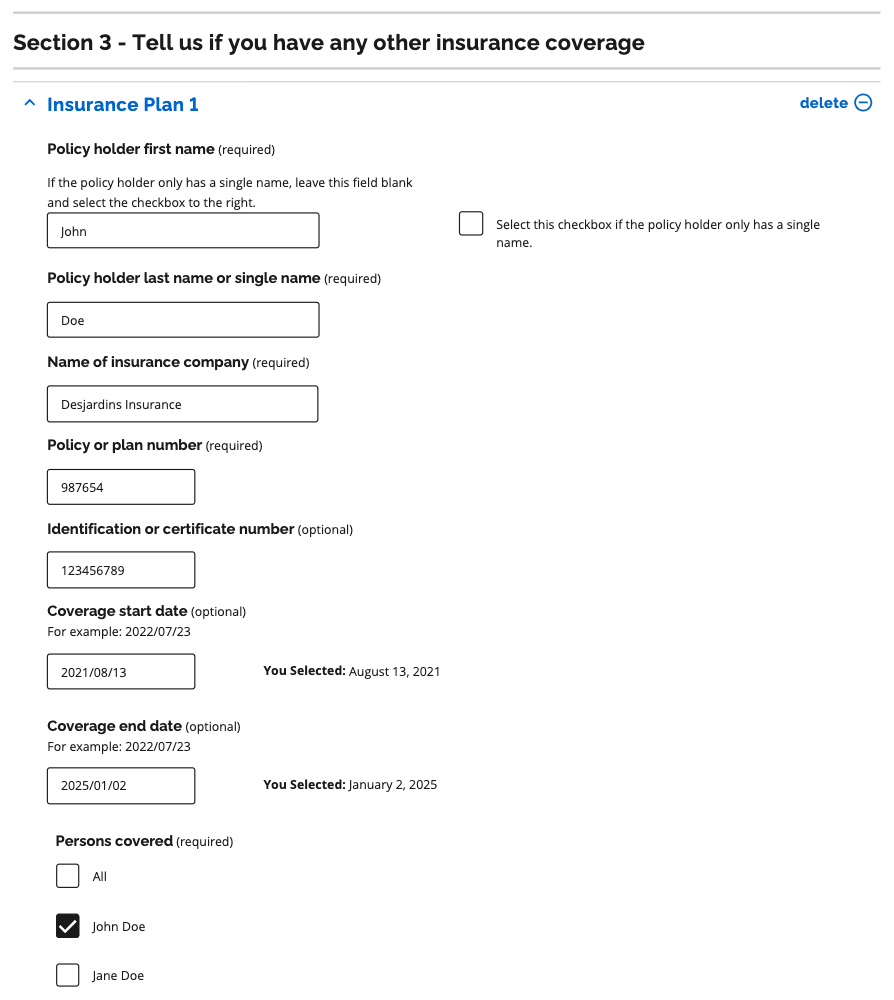 Section 3 - Tell us if you have any other insurance coverage
Insurance Plan 1
delete
Policy holder first name (required)
If the policy holder only has a single name, leave this field blank
and select the checkbox to the right.
John
Select this checkbox if the policy holder only has a single
name.
Policy holder last name or single name (required)
Doe
Name of insurance company (required)
Desjardins Insurance
Policy or plan number (required)
987654
Identification or certificate number (optional)
123456789
Coverage start date (optional)
For example: 2022/07/23
2021/08/13
You Selected: August 13, 2021
Coverage end date (optional)
For example: 2022/07/23
2025/01/02
You Selected: January 2, 2025
Persons covered (required)
All
John Doe
Jane Doe